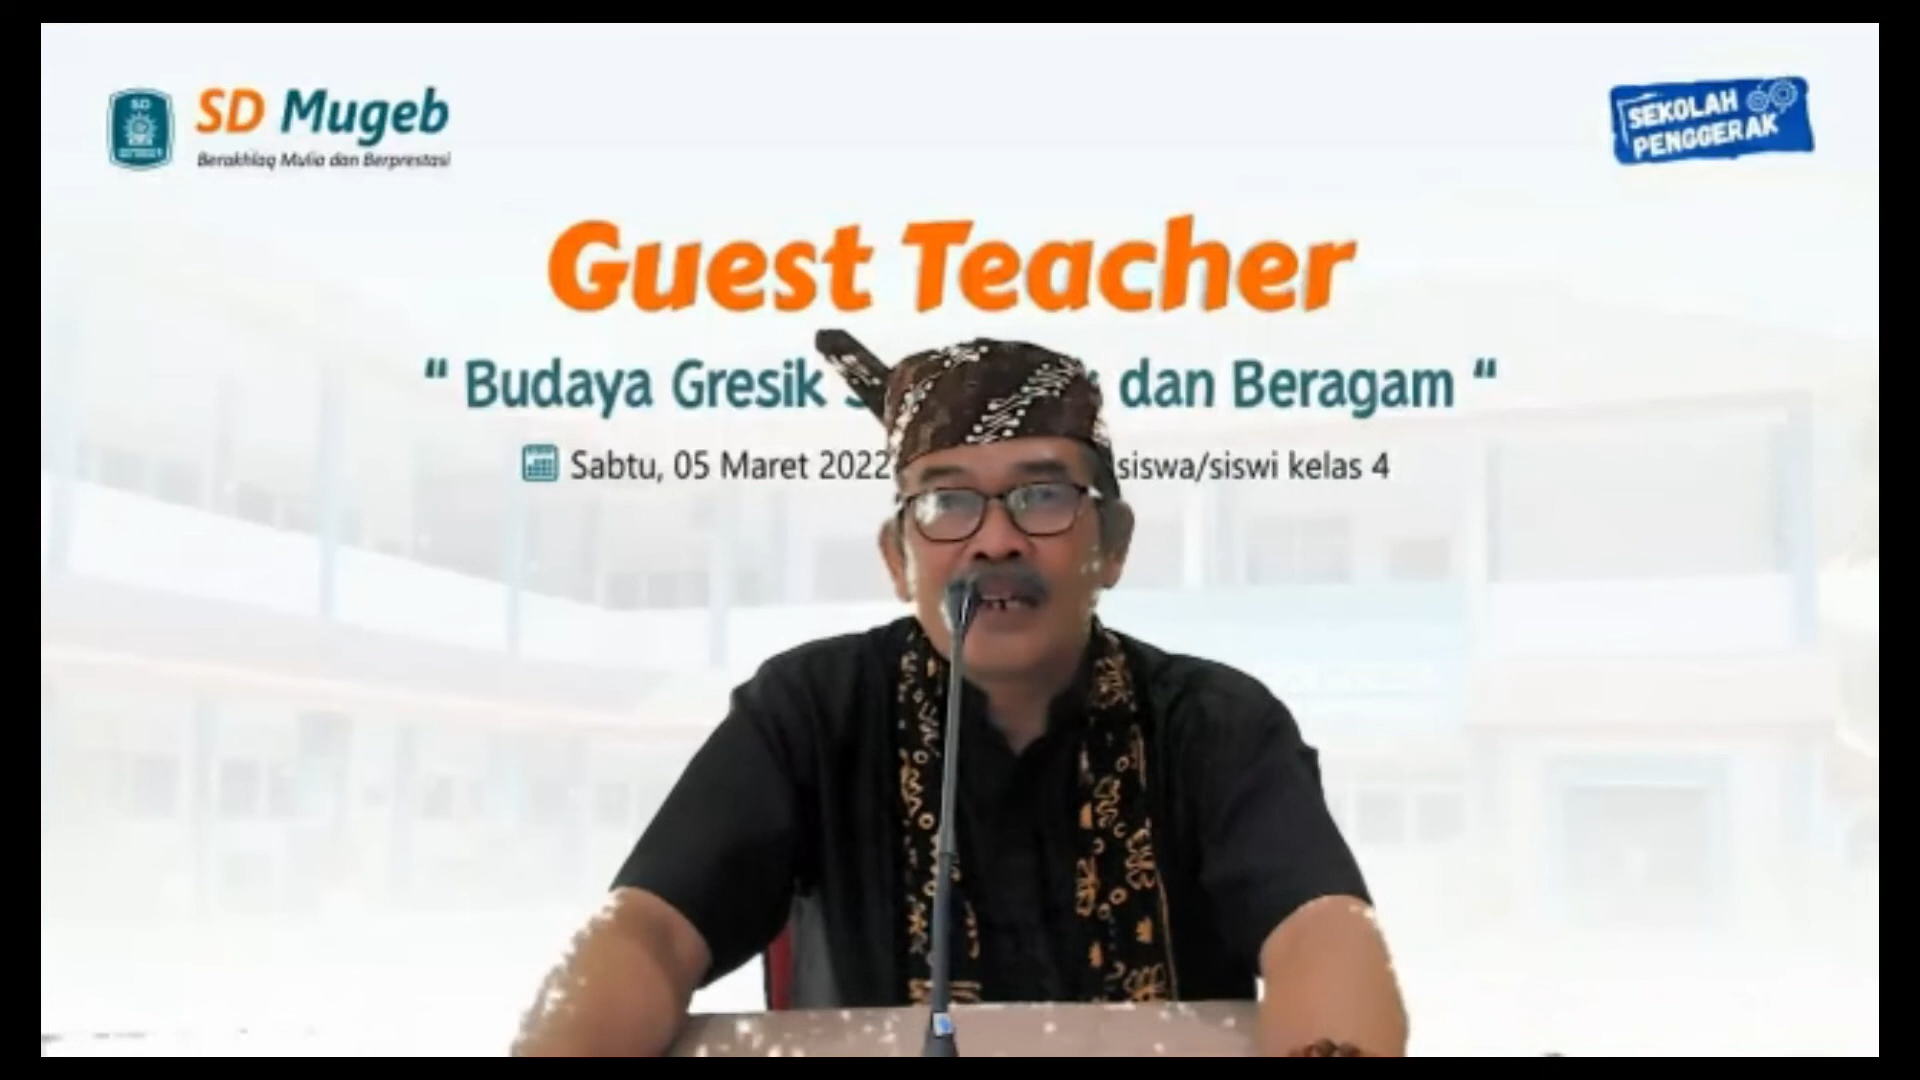 SD
SD Mugeb
Berakhlaq Mulia dan Berprestasi
SEKOLAH
PENGGERAK
Guest Teacher
“ Budaya Gresik dan Beragam “
Sabtu, 05 Maret 2022 siswa/siswi kelas 4